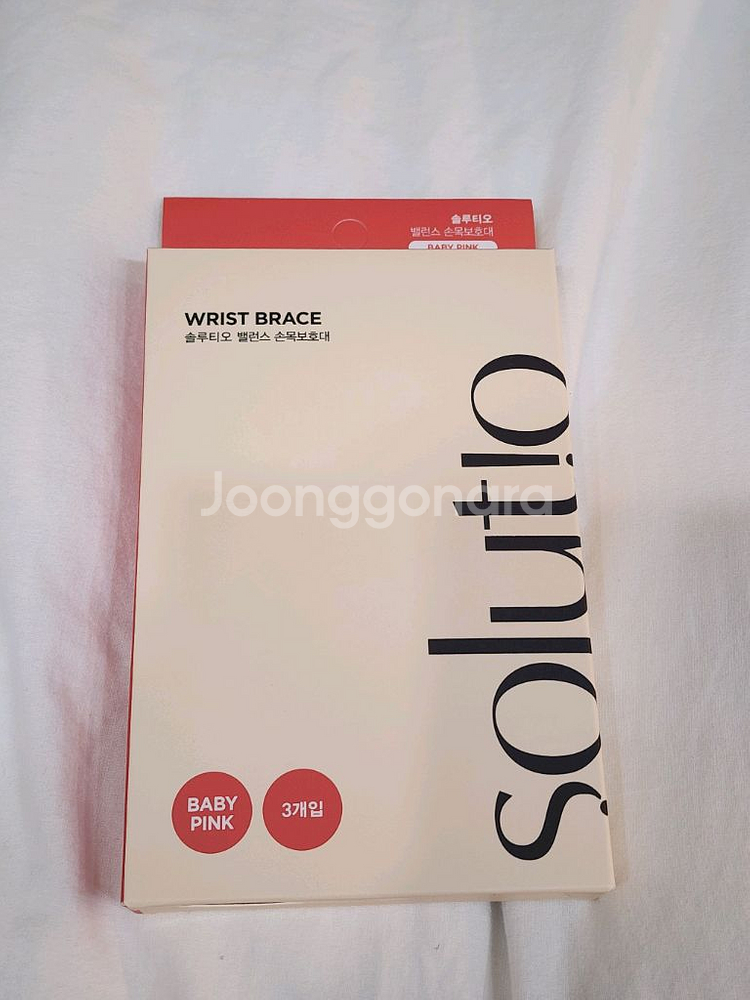 솔루티오
밸런스 손목보호대
BABY PINK
WRIST BRACE
솔루티오 밸런스 손목보호대
solutio
Joonggonara
BABY
PINK
3개입